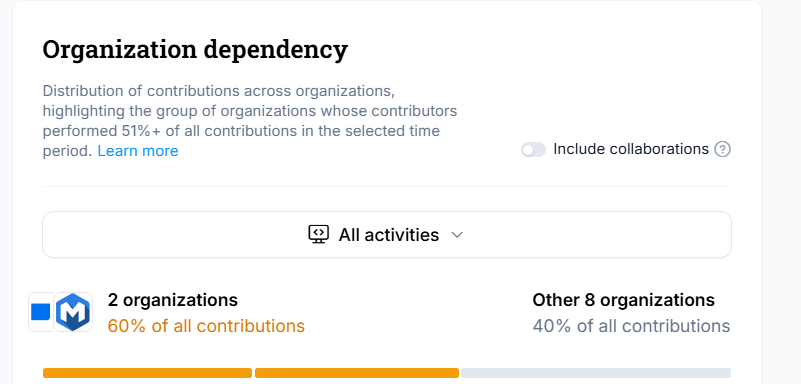 Organization dependency
Distribution of contributions across organizations,
highlighting the group of organizations whose contributors
performed 51%+ of all contributions in the selected time
period. Learn more
Include collaborations ?
All activities
2 organizations
60% of all contributions
Other 8 organizations
40% of all contributions